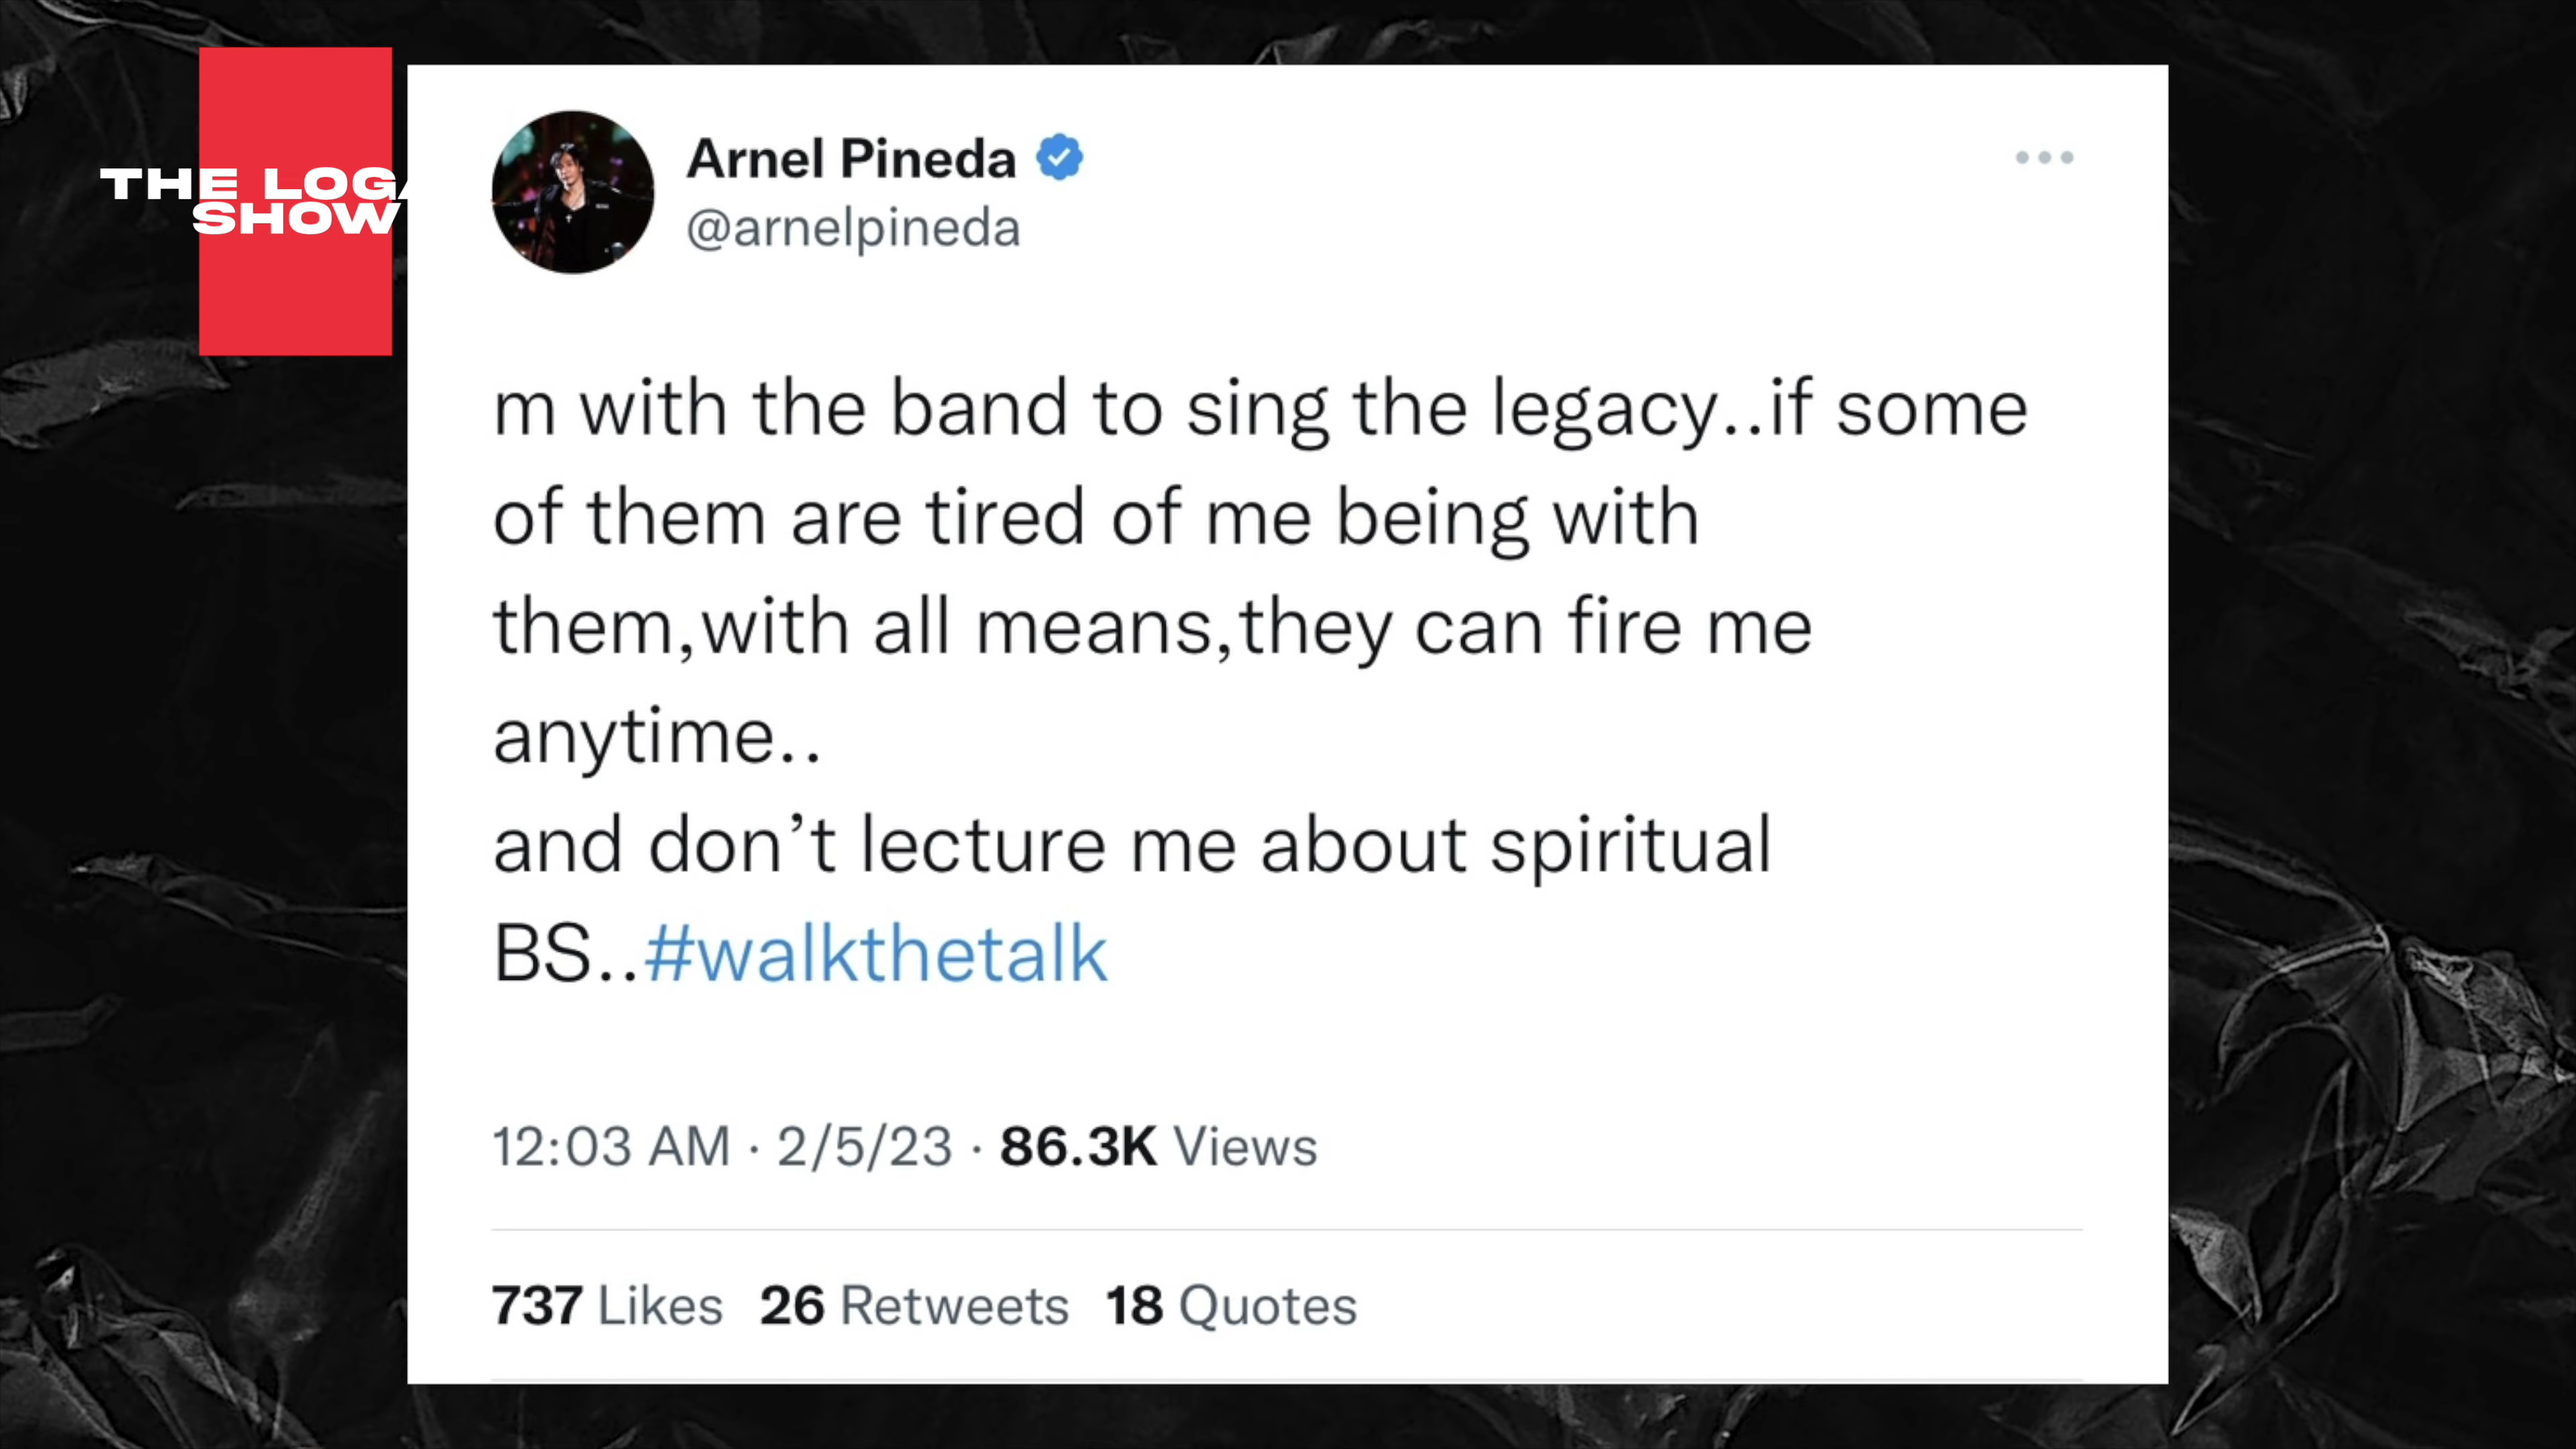 THE LOGA
SHOW
Arnel Pineda
@arnelpineda
m with the band to sing the legacy..if some
of them are tired of me being with
them,with all means,they can fire me
anytime..
and don’t lecture me about spiritual
BS..#walkthetalk
12:03 AM · 2/5/23 · 86.3K Views
737 Likes 26 Retweets 18 Quotes